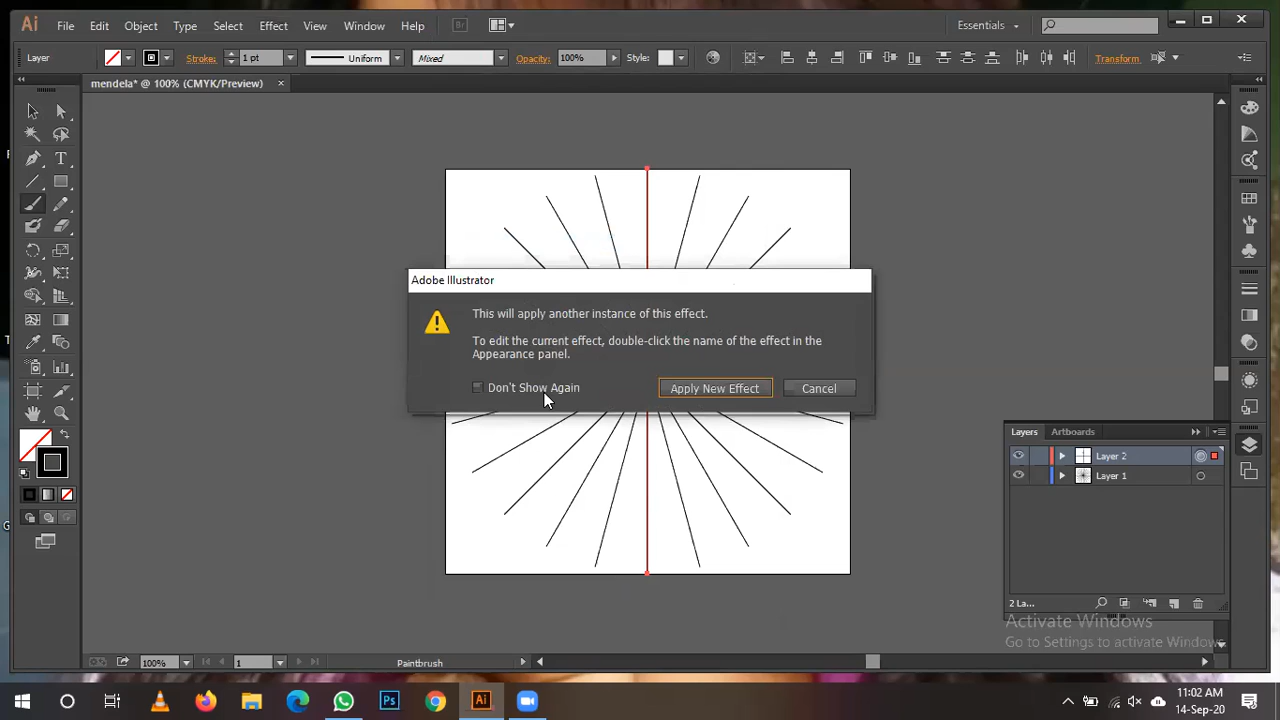 Ai File Edit Object Type Select Effect View Window Help Br Essentials
Layer Stroke: 1 pt Uniform Mixed Opacity: 100% Style: Transform
mendela* @ 100% (CMYK/Preview) ×
Adobe Illustrator
This will apply another instance of this effect.
To edit the current effect, double-click the name of the effect in the
Appearance panel.
Don't Show Again Apply New Effect Cancel
Layers Artboards
Layer 2
Layer 1
2 La...
Activate Windows
Go to Settings to activate Windows.
100% 1 Paintbrush
Ps Ai
11:02 AM
14-Sep-20